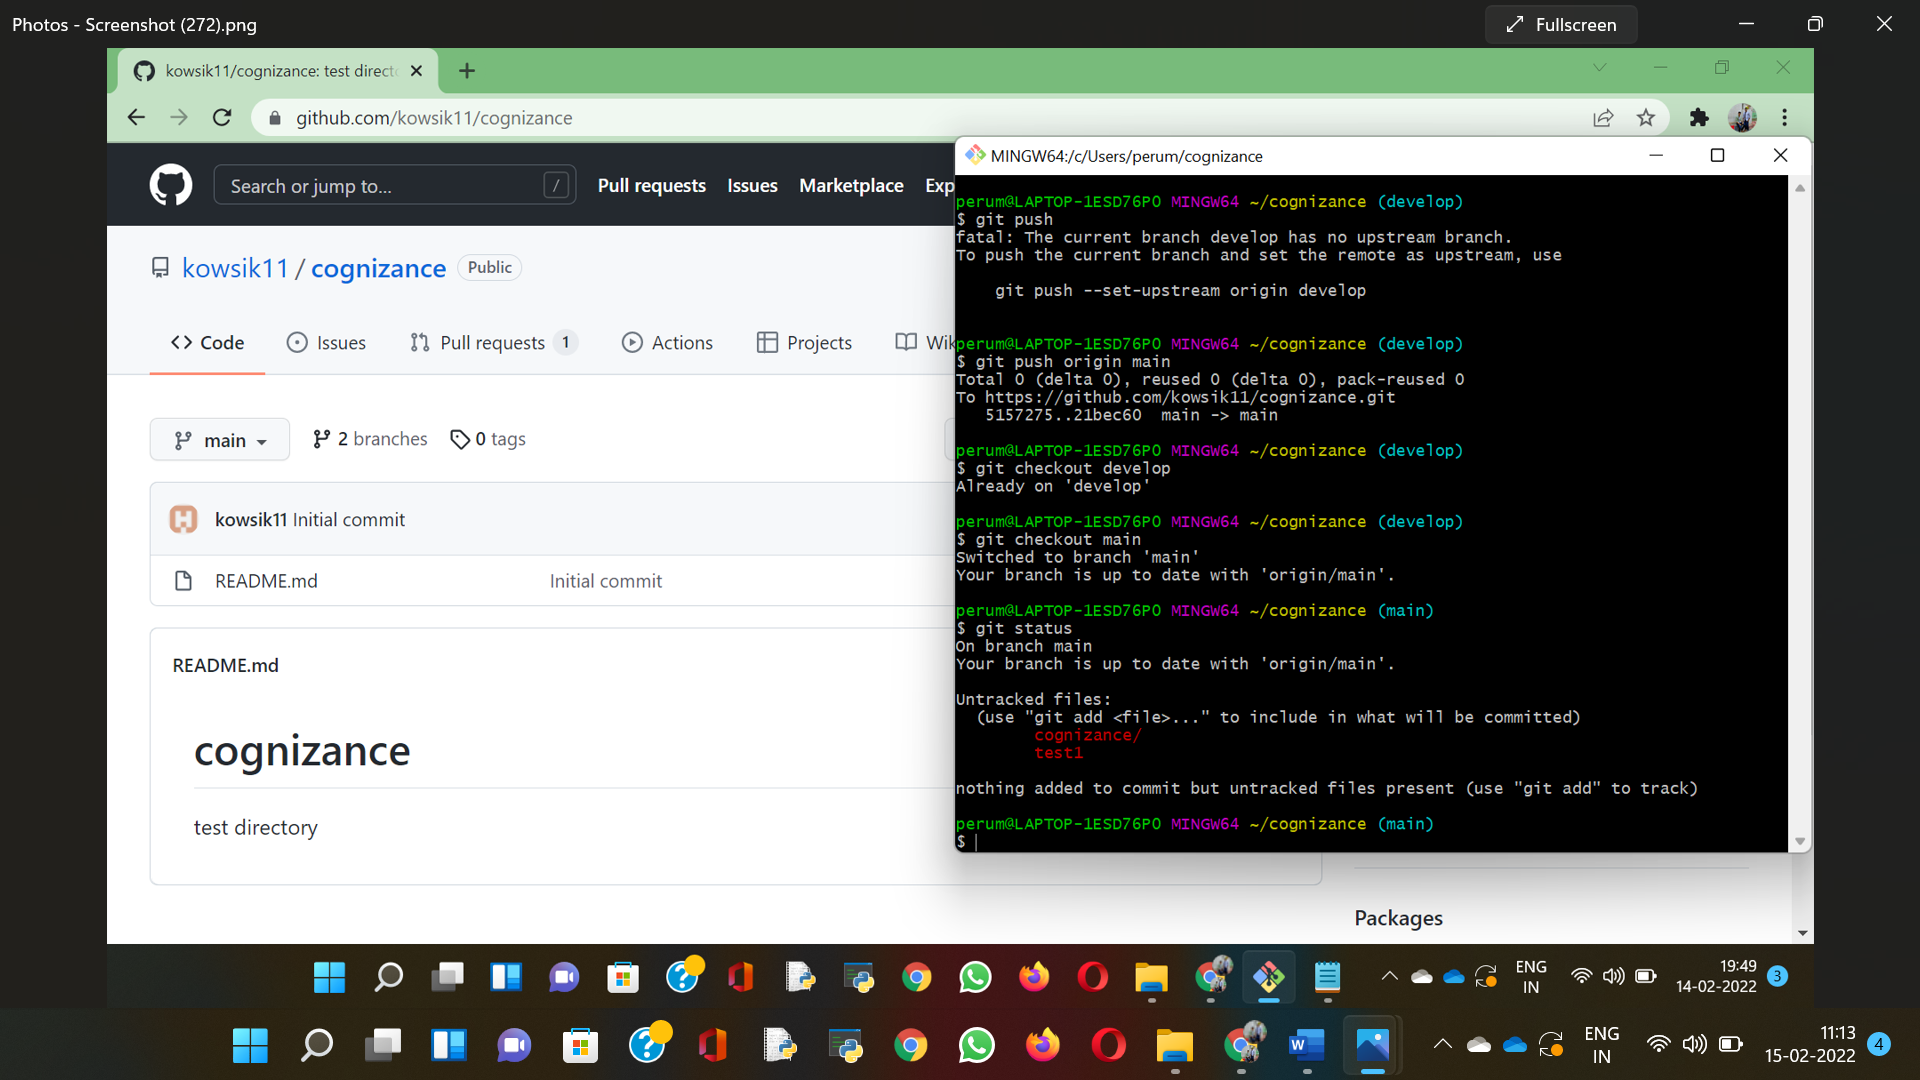 Photos - Screenshot (272).png
Fullscreen
kowsik11/cognizance: test direct
github.com/kowsik11/cognizance
MINGW64:/c/Users/perum/cognizance
Search or jump to...
/
Pull requests
Issues
Marketplace
Exp
kowsik11 / cognizance
Public
Code
Issues
Pull requests 1
Actions
Projects
Wik
main
2 branches
0 tags
kowsik11 Initial commit
README.md
Initial commit
README.md
cognizance
test directory
perum@LAPTOP-1ESD76P0 MINGW64 ~/cognizance (develop)
$ git push
fatal: The current branch develop has no upstream branch.
To push the current branch and set the remote as upstream, use
git push --set-upstream origin develop
perum@LAPTOP-1ESD76P0 MINGW64 ~/cognizance (develop)
$ git push origin main
Total 0 (delta 0), reused 0 (delta 0), pack-reused 0
To https://github.com/kowsik11/cognizance.git
5157275..21bec60  main -> main
perum@LAPTOP-1ESD76P0 MINGW64 ~/cognizance (develop)
$ git checkout develop
Already on 'develop'
perum@LAPTOP-1ESD76P0 MINGW64 ~/cognizance (develop)
$ git checkout main
Switched to branch 'main'
Your branch is up to date with 'origin/main'.
perum@LAPTOP-1ESD76P0 MINGW64 ~/cognizance (main)
$ git status
On branch main
Your branch is up to date with 'origin/main'.
Untracked files:
(use "git add <file>..." to include in what will be committed)
cognizance/
test1
nothing added to commit but untracked files present (use "git add" to track)
perum@LAPTOP-1ESD76P0 MINGW64 ~/cognizance (main)
$
Packages
ENG
IN
19:49
14-02-2022
3
ENG
IN
11:13
15-02-2022
4